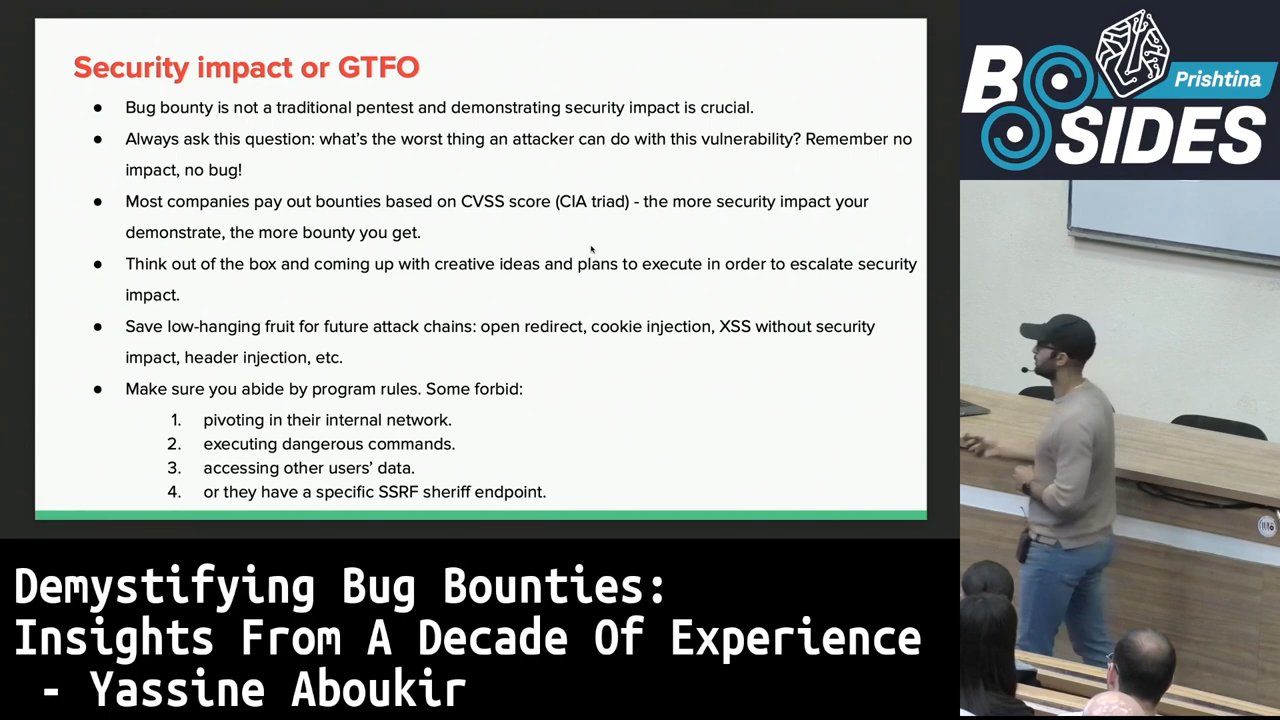 Security impact or GTFO
● Bug bounty is not a traditional pentest and demonstrating security impact is crucial.
● Always ask this question: what's the worst thing an attacker can do with this vulnerability? Remember no
impact, no bug!
● Most companies pay out bounties based on CVSS score (CIA triad) - the more security impact your
demonstrate, the more bounty you get.
● Think out of the box and coming up with creative ideas and plans to execute in order to escalate security
impact.
● Save low-hanging fruit for future attack chains: open redirect, cookie injection, XSS without security
impact, header injection, etc.
● Make sure you abide by program rules. Some forbid:
1. pivoting in their internal network.
2. executing dangerous commands.
3. accessing other users' data.
4. or they have a specific SSRF sheriff endpoint.
BSIDES
Prishtina
Demystifying Bug Bounties:
Insights From A Decade Of Experience
- Yassine Aboukir